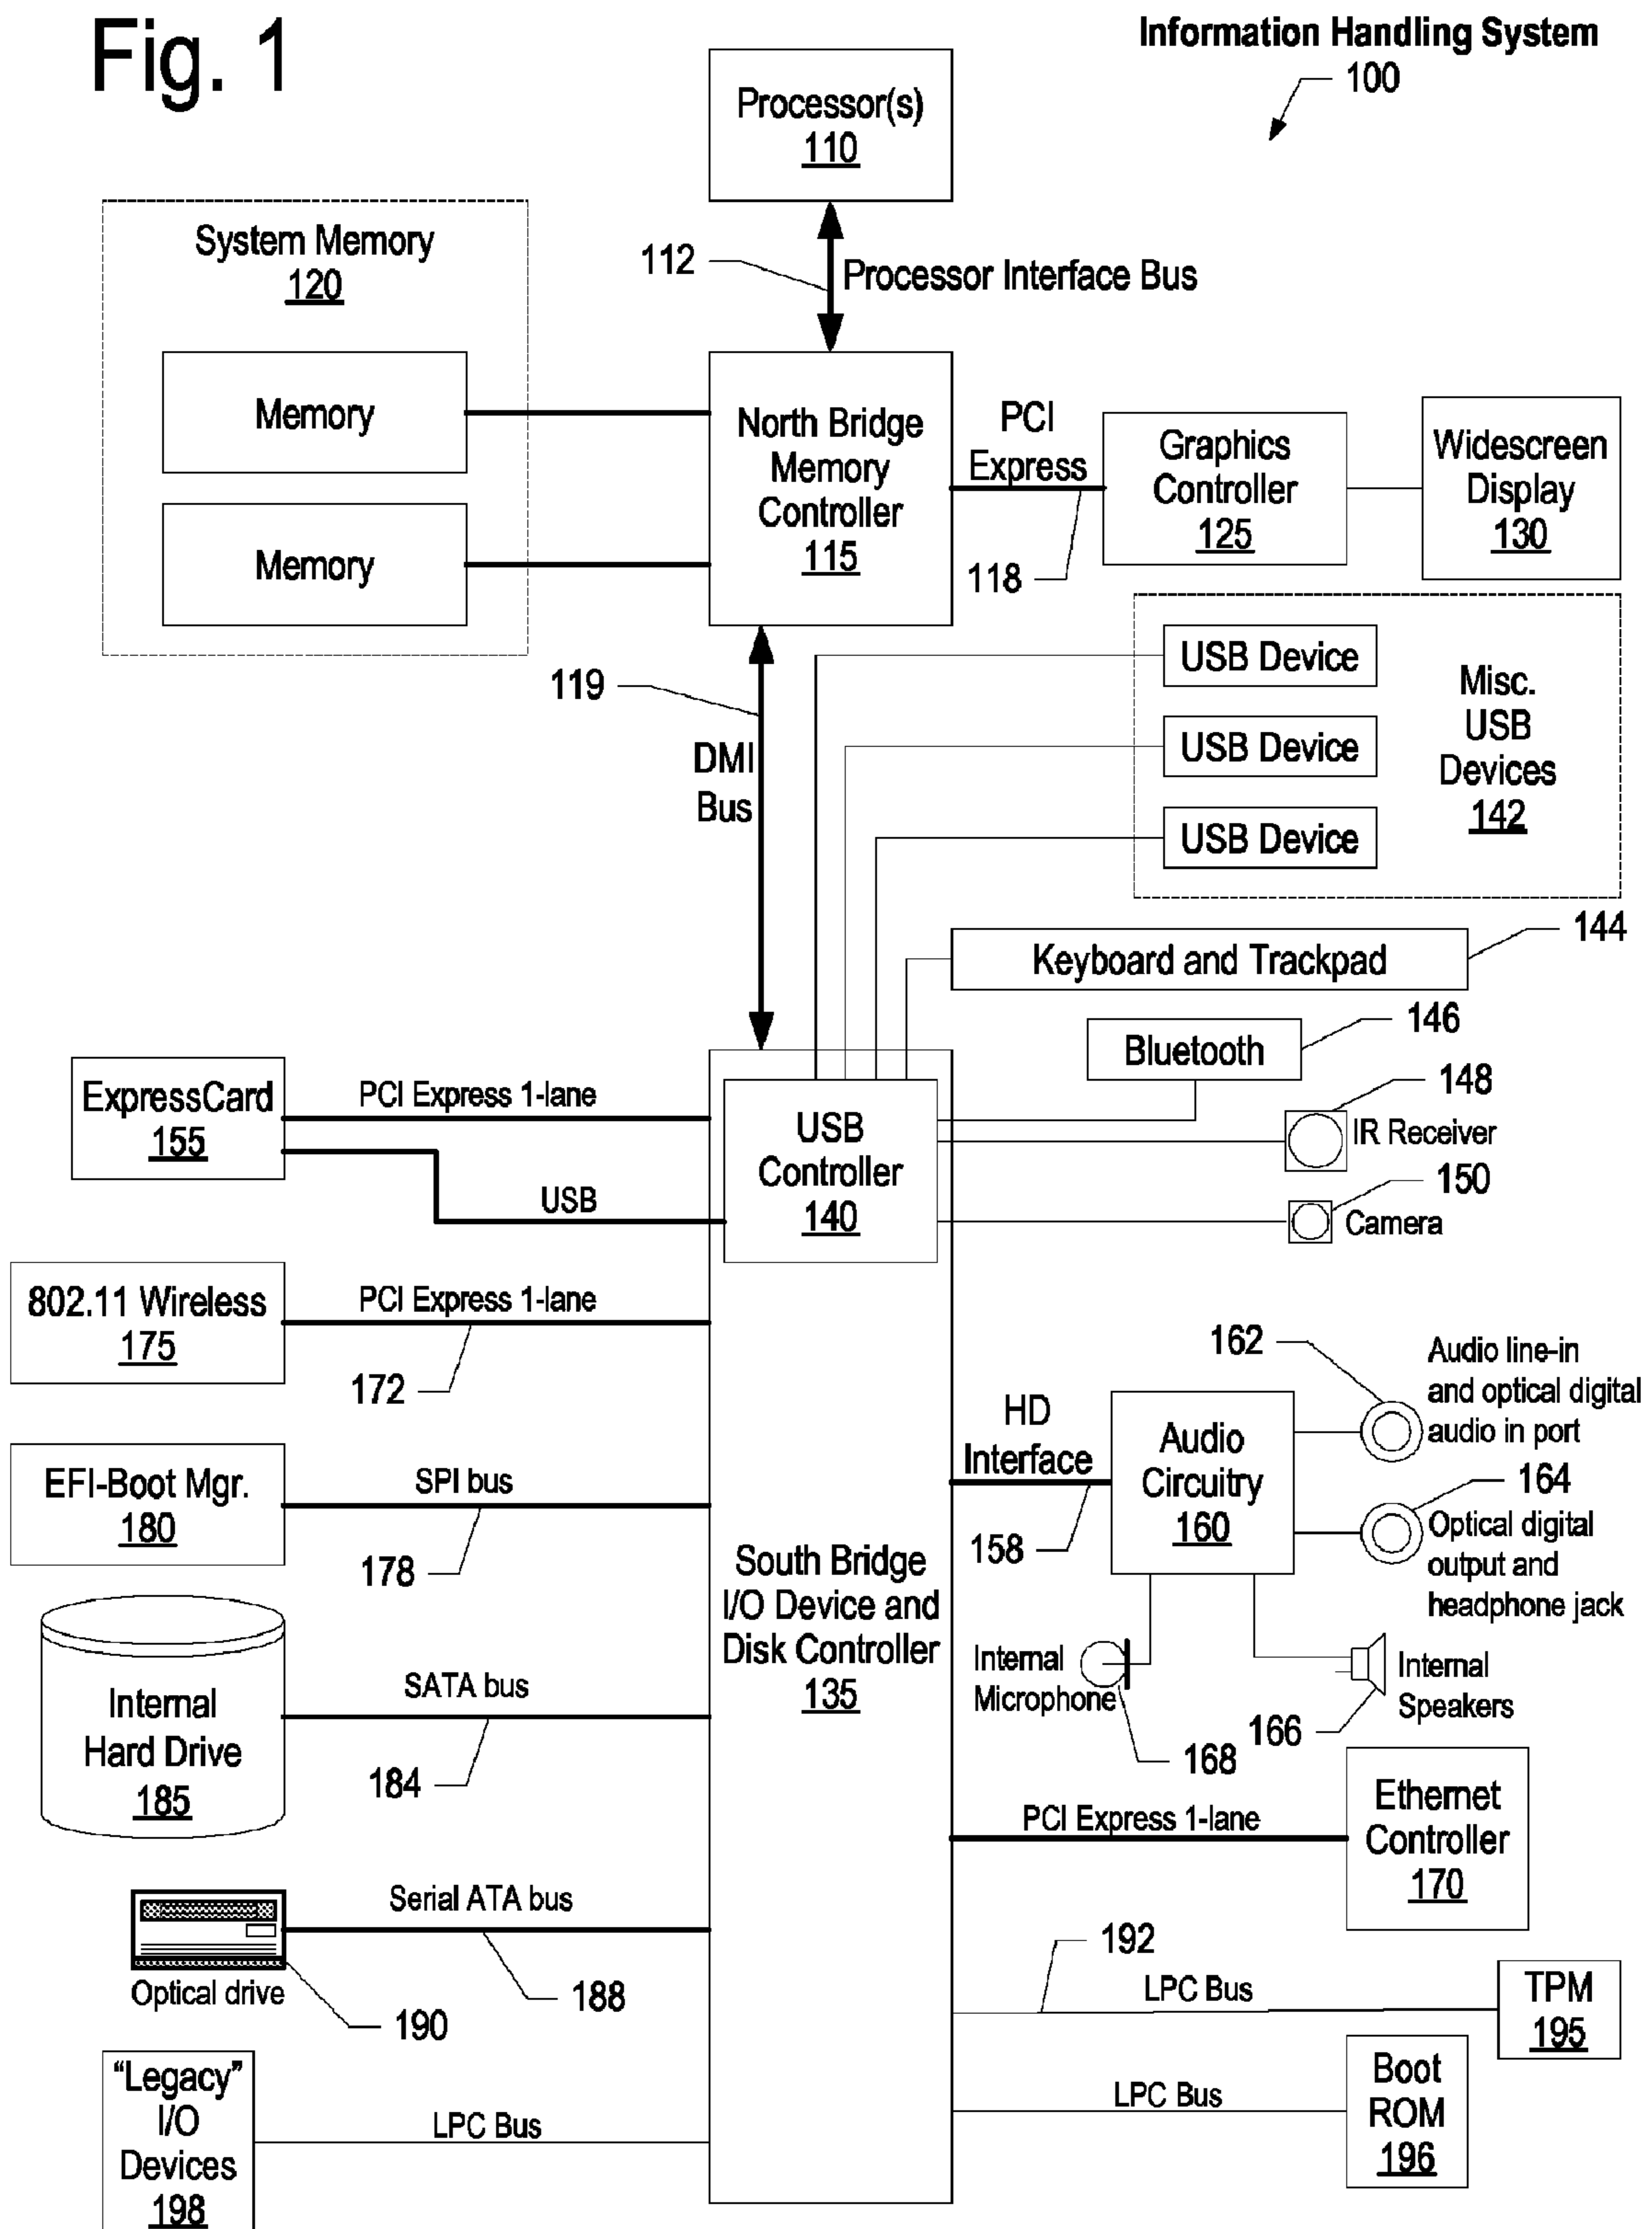 Fig. 1
Information Handling System
100
Processor(s)
110
112
Processor Interface Bus
System Memory
120
Memory
Memory
North Bridge
Memory
Controller
115
PCI
Express
118
Graphics
Controller
125
Widescreen
Display
130
119
DMI
Bus
USB Device
USB Device
USB Device
Misc.
USB
Devices
142
Keyboard and Trackpad
144
Bluetooth
146
148
IR Receiver
150
Camera
ExpressCard
155
PCI Express 1-lane
USB
USB
Controller
140
802.11 Wireless
175
PCI Express 1-lane
172
EFI-Boot Mgr.
180
SPI bus
178
South Bridge
I/O Device and
Disk Controller
135
HD
Interface
158
Audio
Circuitry
160
162
Audio line-in
and optical digital
audio in port
164
Optical digital
output and
headphone jack
Internal
Microphone
168
166
Internal
Speakers
Internal
Hard Drive
185
SATA bus
184
PCI Express 1-lane
Ethernet
Controller
170
Serial ATA bus
188
Optical drive
190
192
LPC Bus
TPM
195
"Legacy"
I/O
Devices
198
LPC Bus
LPC Bus
Boot
ROM
196